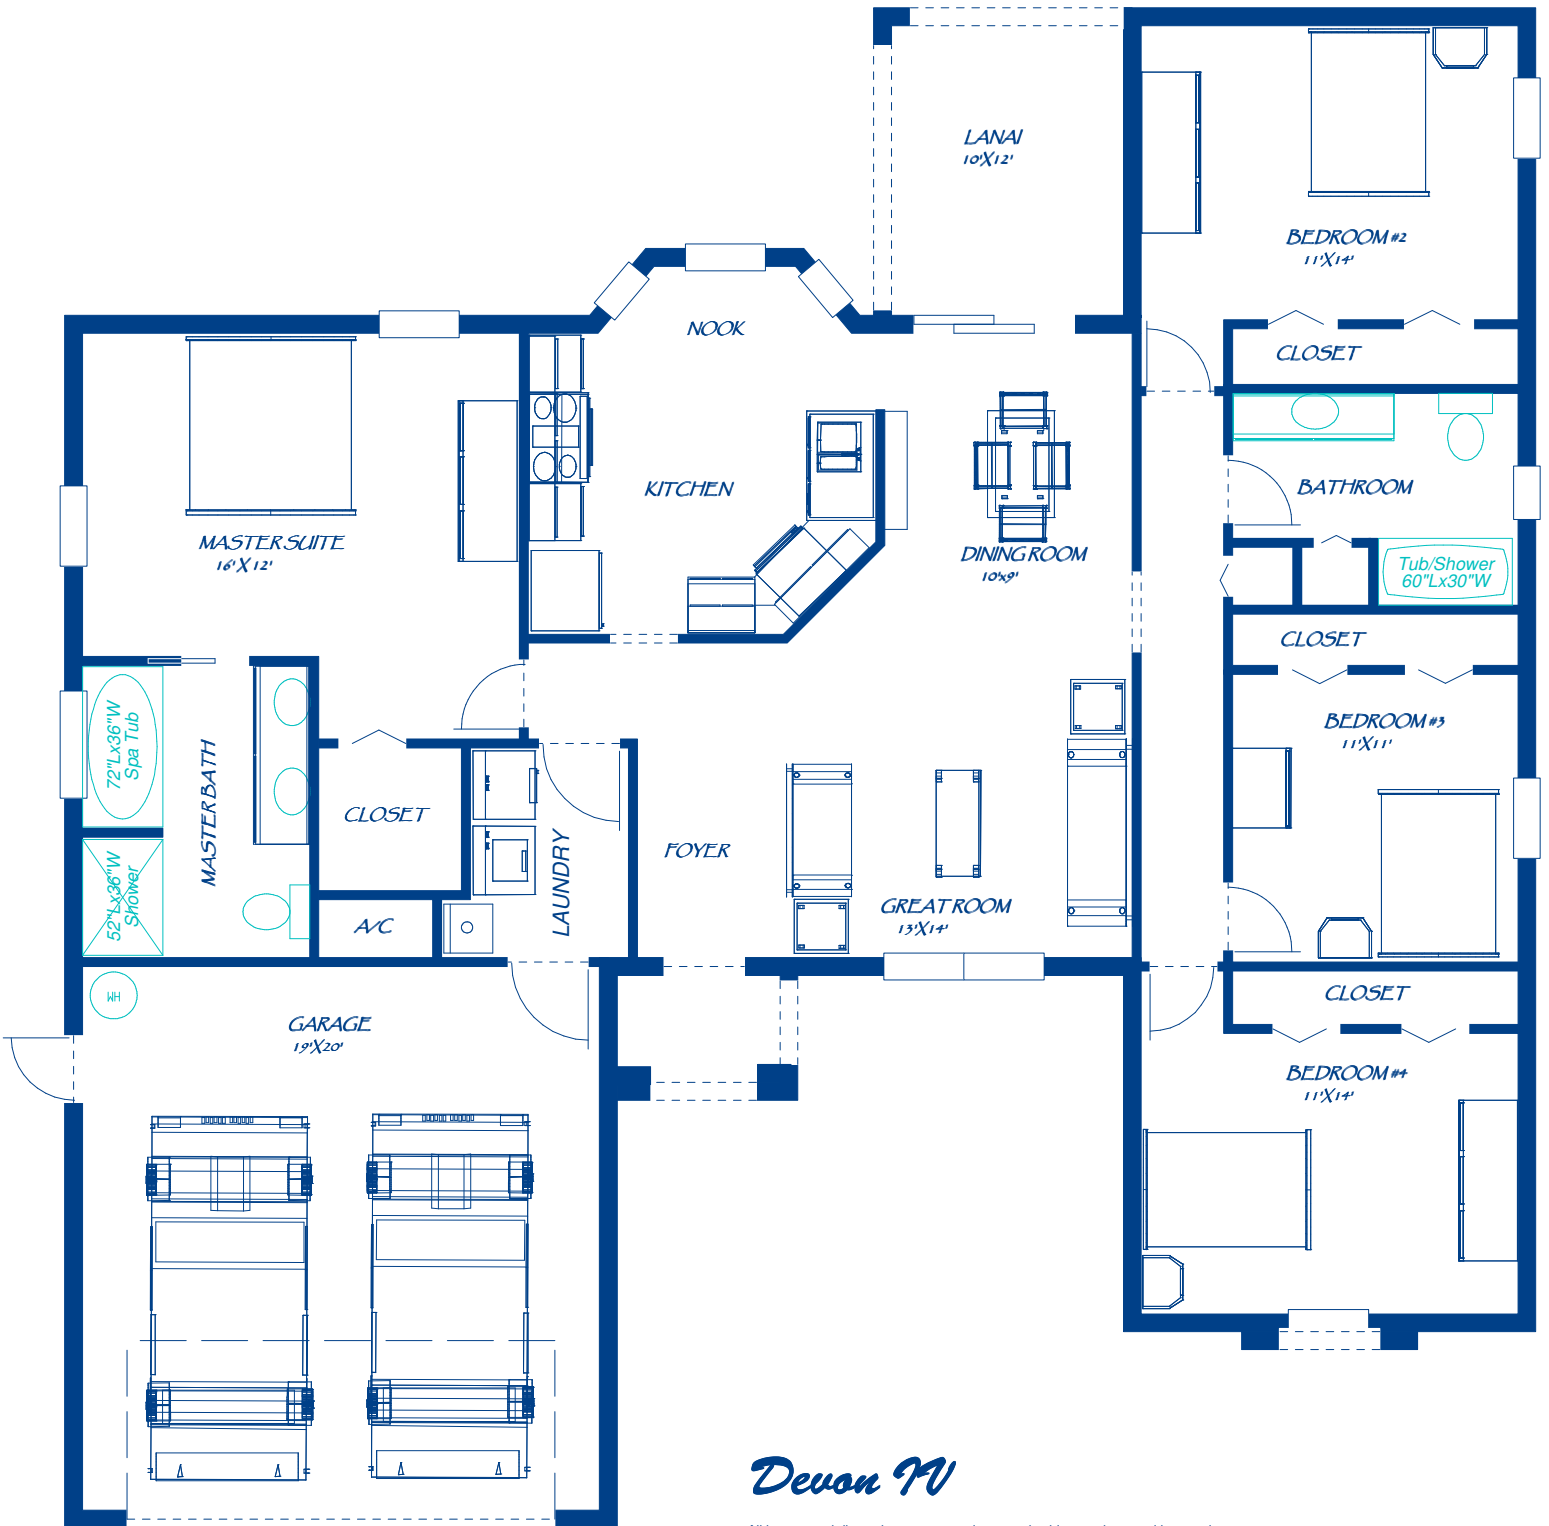 LANAI
10'X12'
BEDROOM #2
11'X14'
NOOK
CLOSET
KITCHEN
BATHROOM
MASTER SUITE
16'X12'
DINING ROOM
10'x9'
Tub/Shower
60"Lx30"W
CLOSET
BEDROOM #3
11'X11'
72"Lx36"W
Spa Tub
MASTER BATH
CLOSET
LAUNDRY
FOYER
52"Lx36"W
Shower
A/C
GREAT ROOM
13'X14'
WH
GARAGE
19'X20'
CLOSET
BEDROOM #4
11'X14'
Devon IV